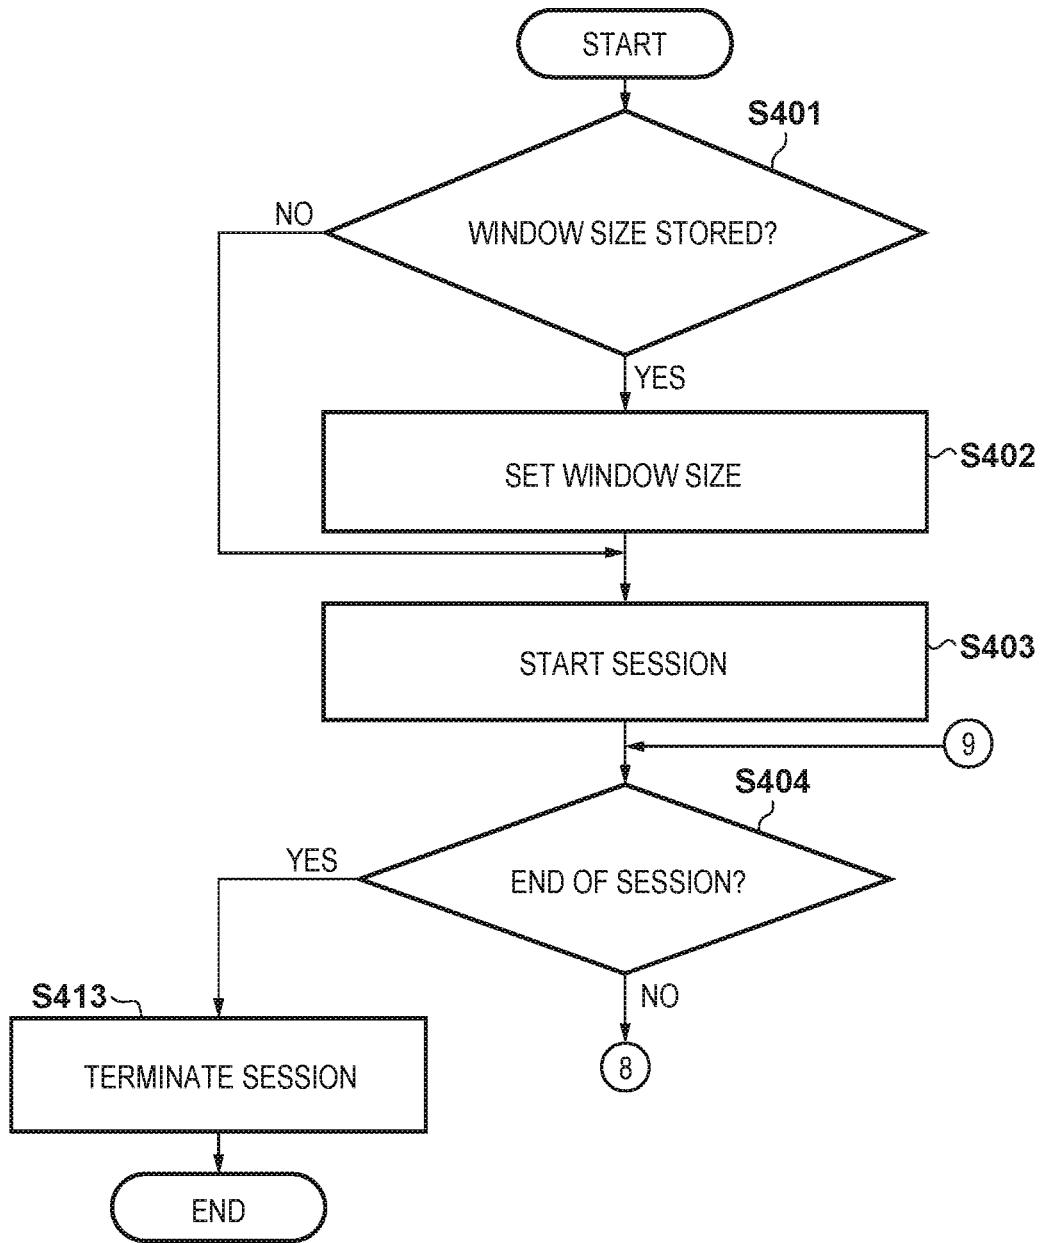 START
S401
NO
WINDOW SIZE STORED?
YES
SET WINDOW SIZE
S402
START SESSION
S403
9
S404
YES
END OF SESSION?
S413
NO
TERMINATE SESSION
8
END